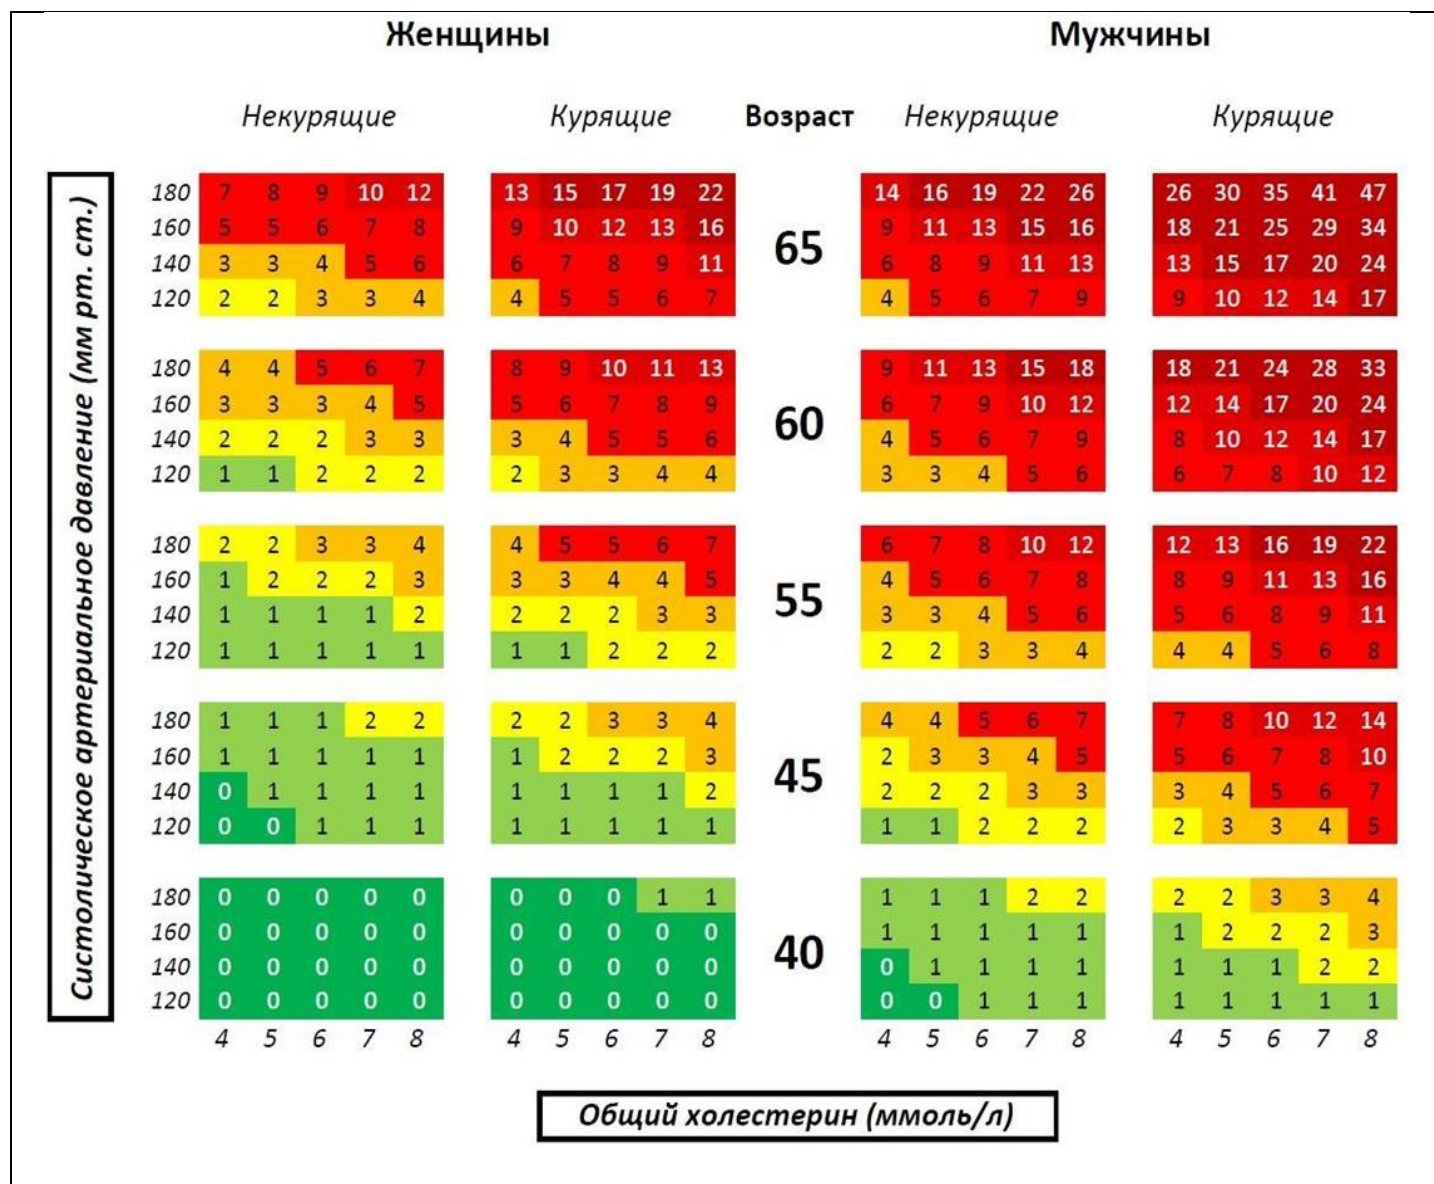 Женщины Мужчины
Некурящие Курящие Возраст Некурящие Курящие
Систолическое артериальное давление (мм рт. ст.)
180 7 8 9 10 12 13 15 17 19 22 14 16 19 22 26 26 30 35 41 47
160 5 5 6 7 8 9 10 12 13 16 9 11 13 15 16 18 21 25 29 34
65
140 3 3 4 5 6 6 7 8 9 11 6 8 9 11 13 13 15 17 20 24
120 2 2 3 3 4 4 5 5 6 7 4 5 6 7 9 9 10 12 14 17
180 4 4 5 6 7 8 9 10 11 13 9 11 13 15 18 18 21 24 28 33
160 3 3 3 4 5 5 6 7 8 9 6 7 9 10 12 12 14 17 20 24
60
140 2 2 2 3 3 3 4 5 5 6 4 5 6 7 9 8 10 12 14 17
120 1 1 2 2 2 2 3 3 4 4 3 3 4 5 6 6 7 8 10 12
180 2 2 3 3 4 4 5 5 6 7 6 7 8 10 12 12 13 16 19 22
160 1 2 2 2 3 3 3 4 4 5 4 5 6 7 8 8 9 11 13 16
55
140 1 1 1 1 2 2 2 2 3 3 3 3 4 5 6 5 6 8 9 11
120 1 1 1 1 1 1 1 2 2 2 2 2 3 3 4 4 4 5 6 8
180 1 1 1 2 2 2 2 3 3 4 4 4 5 6 7 7 8 10 12 14
160 1 1 1 1 1 1 2 2 2 3 2 3 3 4 5 5 6 7 8 10
45
140 0 1 1 1 1 1 1 1 1 2 2 2 2 3 3 3 4 5 6 7
120 0 0 1 1 1 1 1 1 1 1 1 1 2 2 2 2 3 3 4 5
180 0 0 0 0 0 0 0 0 1 1 1 1 1 2 2 2 2 3 3 4
160 0 0 0 0 0 0 0 0 0 0 1 1 1 1 1 1 2 2 2 3
40
140 0 0 0 0 0 0 0 0 0 0 0 1 1 1 1 1 1 1 2 2
120 0 0 0 0 0 0 0 0 0 0 0 0 1 1 1 1 1 1 1 1
4 5 6 7 8 4 5 6 7 8 4 5 6 7 8 4 5 6 7 8
Общий холестерин (ммоль/л)